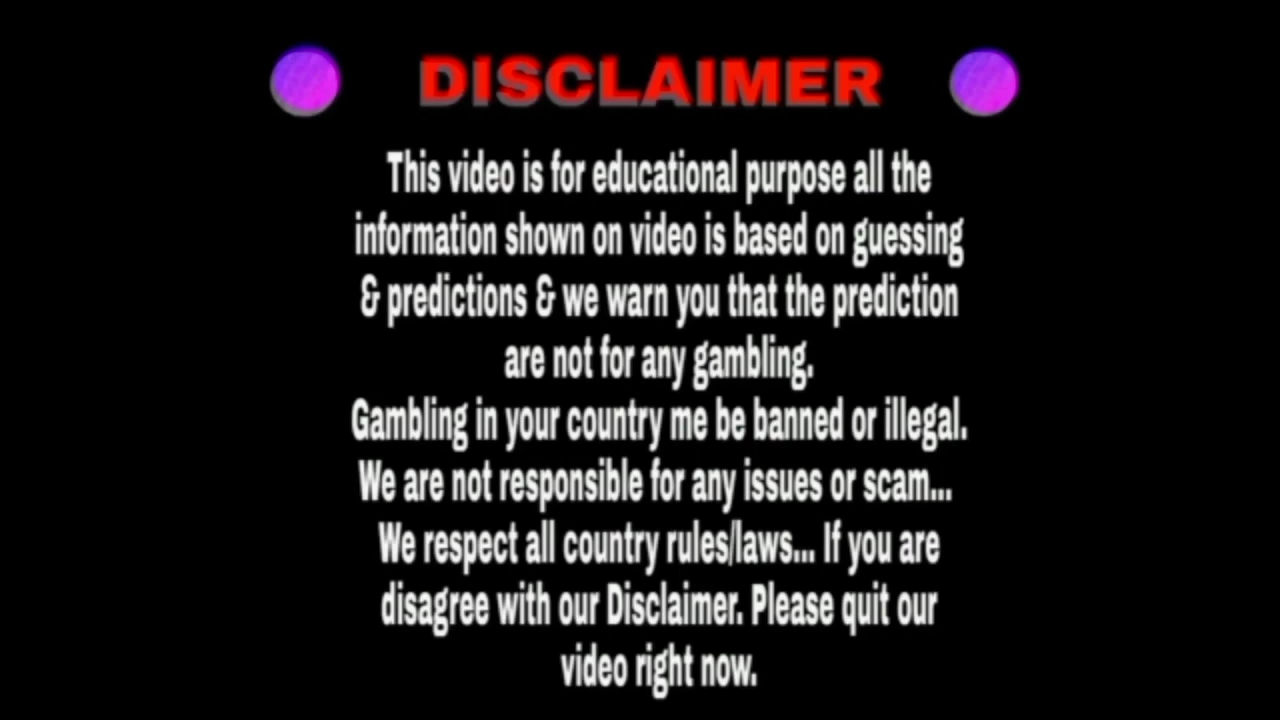 DISCLAIMER
This video is for educational purpose all the
information shown on video is based on guessing
& predictions & we warn you that the prediction
are not for any gambling.
Gambling in your country me be banned or illegal.
We are not responsible for any issues or scam...
We respect all country rules/laws... If you are
disagree with our Disclaimer. Please quit our
video right now.